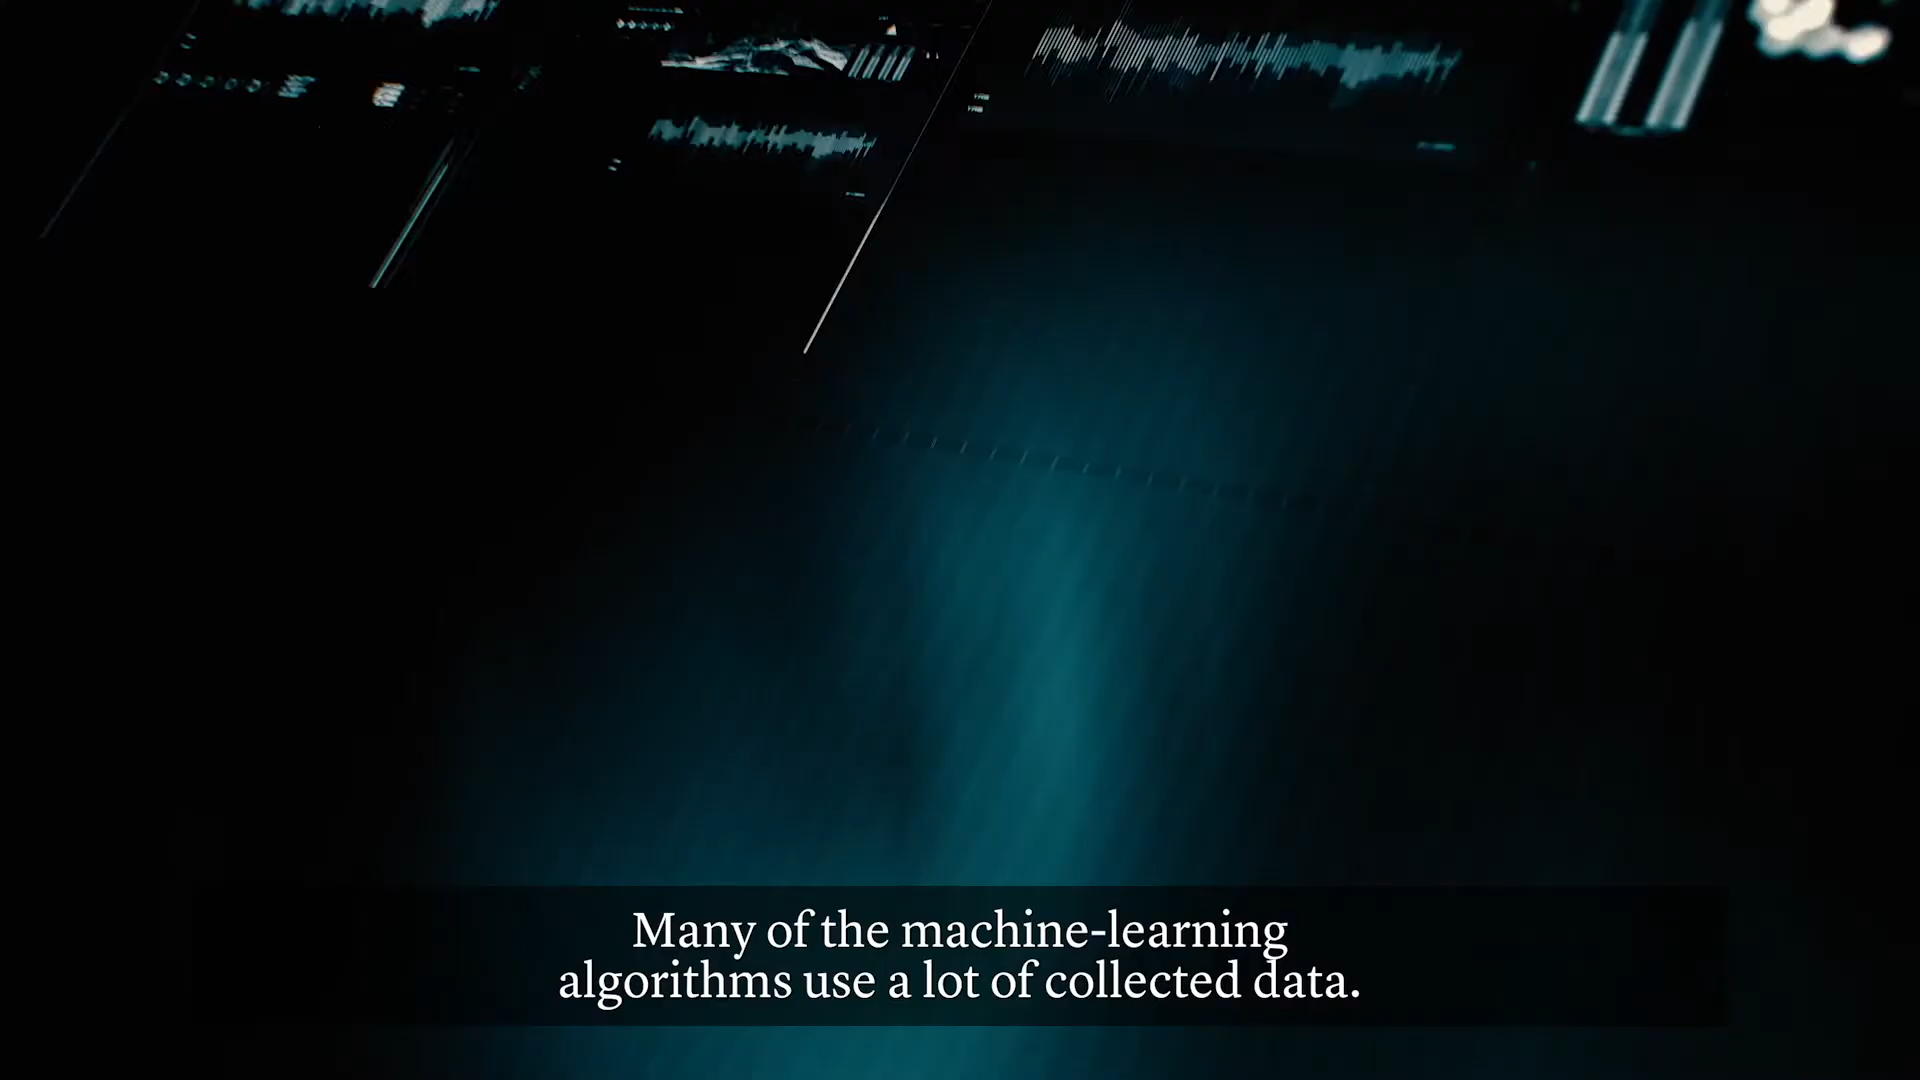 Many of the machine-learning
algorithms use a lot of collected data.